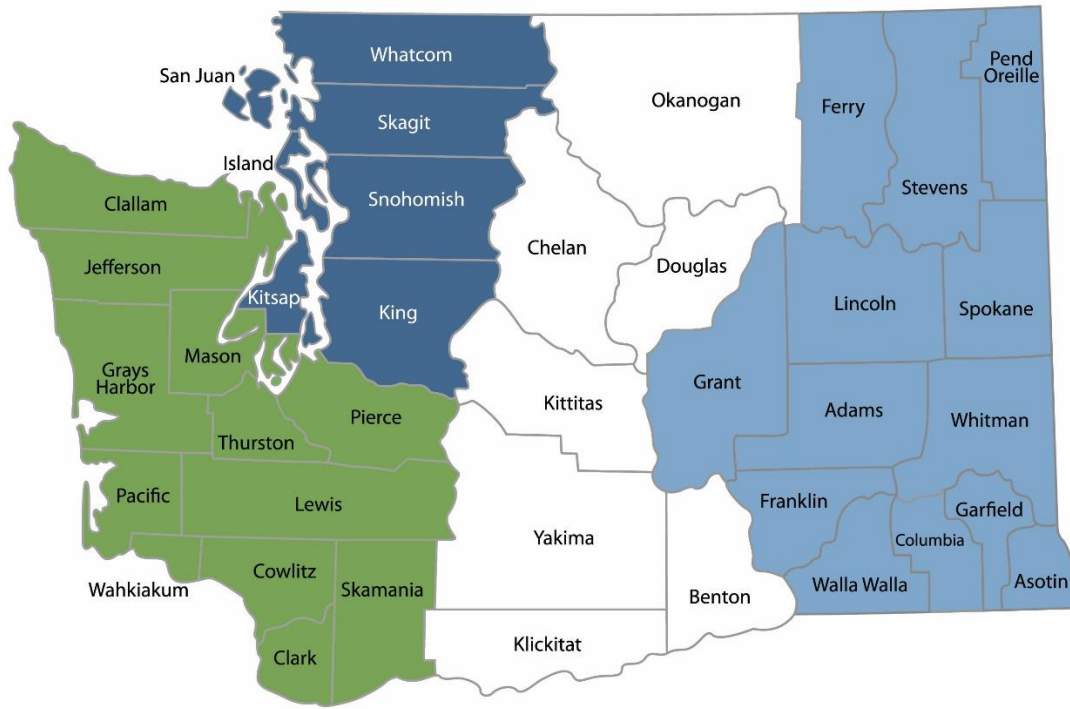 Whatcom
San Juan
Pend
Oreille
Okanogan
Ferry
Skagit
Island
Stevens
Clallam
Snohomish
Chelan
Jefferson
Douglas
Kitsap
Lincoln
Spokane
King
Mason
Grays
Harbor
Grant
Kittitas
Adams
Pierce
Whitman
Thurston
Pacific
Lewis
Franklin
Garfield
Yakima
Columbia
Cowlitz
Wahkiakum
Skamania
Walla Walla
Asotin
Benton
Klickitat
Clark